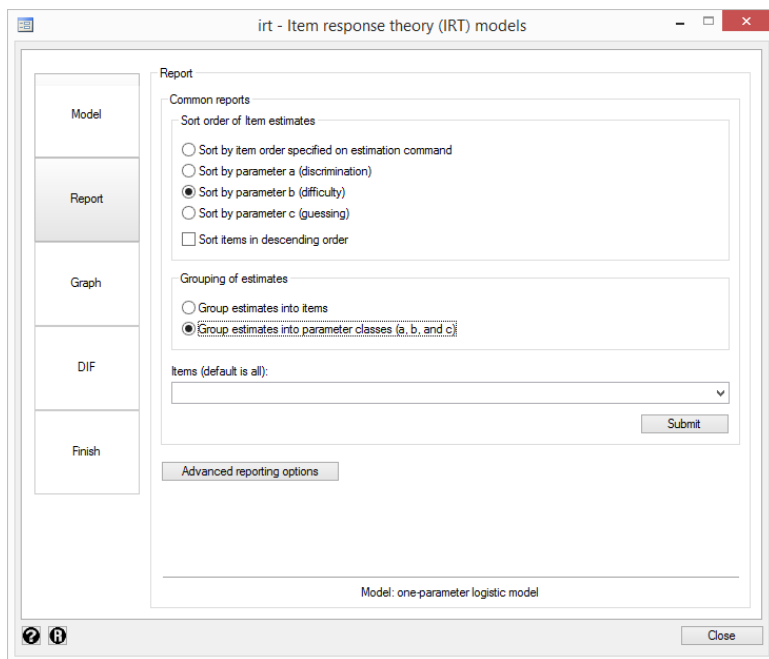 irt - Item response theory (IRT) models
Model
Report
Graph
DIF
Finish
Report
Common reports
Sort order of Item estimates
Sort by item order specified on estimation command
Sort by parameter a (discrimination)
Sort by parameter b (difficulty)
Sort by parameter c (guessing)
Sort items in descending order
Grouping of estimates
Group estimates into items
Group estimates into parameter classes (a, b, and c)
Items (default is all):
Submit
Advanced reporting options
Model: one-parameter logistic model
? R
Close